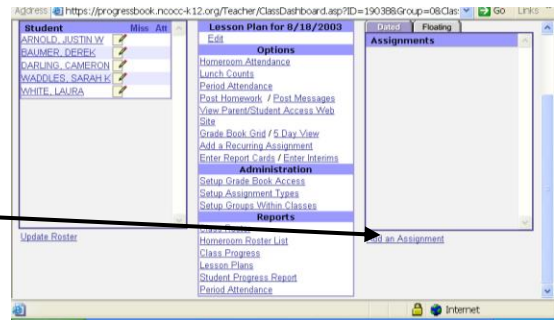 Address https://progressbook.ncocc-k12.org/Teacher/ClassDashboard.asp?ID=19038&Group=0&Clas Go Links
Student Miss Att
ARNOLD, JUSTIN W
BAUMER, DEREK
DARLING, CAMERON
WADDLES, SARAH K
WHITE, LAURA
Update Roster
Lesson Plan for 8/18/2003
Edit
Options
Homeroom Attendance
Lunch Counts
Period Attendance
Post Homework / Post Messages
View Parent/Student Access Web
Site
Grade Book Grid / 5 Day View
Add a Recurring Assignment
Enter Report Cards / Enter Interims
Administration
Setup Grade Book Access
Setup Assignment Types
Setup Groups Within Classes
Reports
Homeroom Roster List
Class Progress
Lesson Plans
Student Progress Report
Period Attendance
Dated Floating
Assignments
an Assignment
Internet